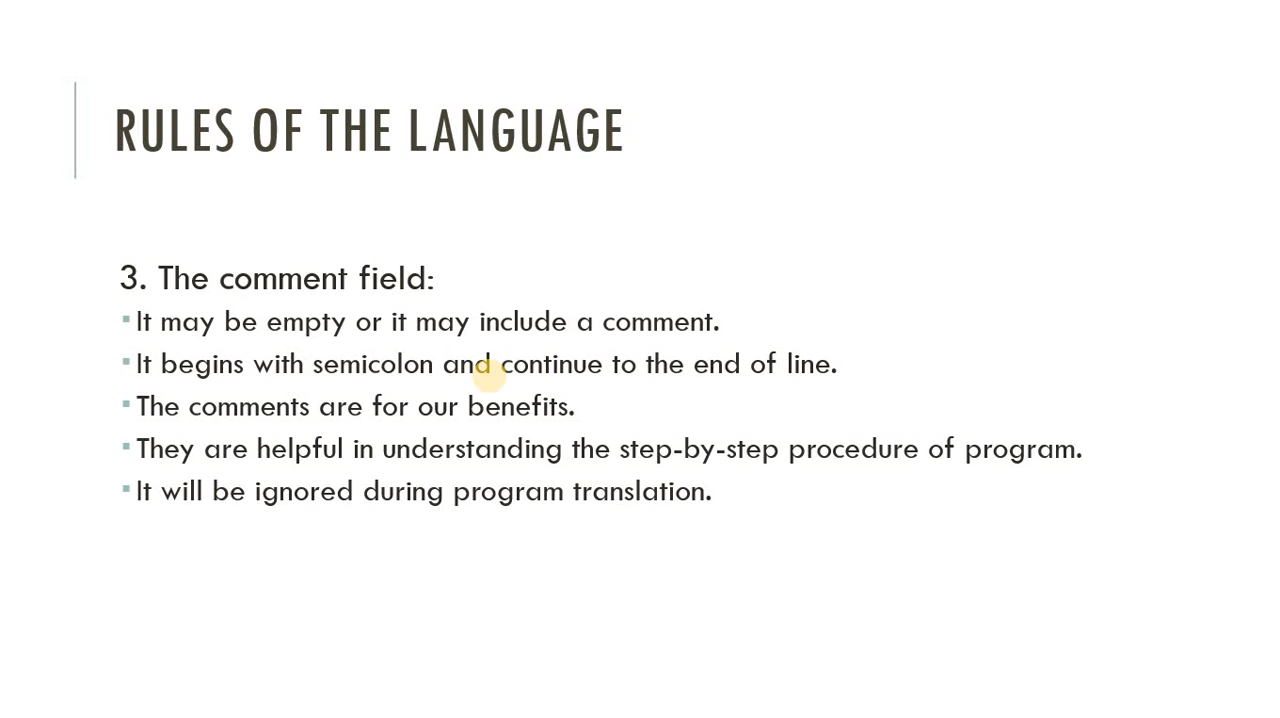 RULES OF THE LANGUAGE
3. The comment field:
▪ It may be empty or it may include a comment.
▪ It begins with semicolon and continue to the end of line.
▪ The comments are for our benefits.
▪ They are helpful in understanding the step-by-step procedure of program.
▪ It will be ignored during program translation.